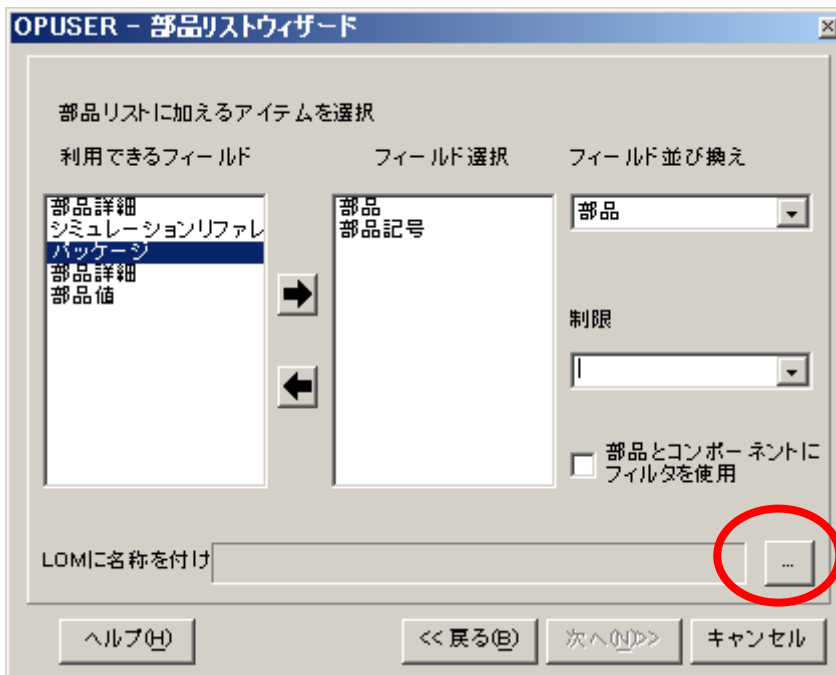 OPUSER - 部品リストウィザード
部品リストに加えるアイテムを選択
利用できるフィールド
フィールド選択
フィールド並び換え
部品詳細
シミュレーションリファレ
パッケージ
部品詳細
部品値
部品
部品記号
部品
制限
部品とコンポーネントに
フィルタを使用
LOMに名称を付け
...
ヘルプ(H)
<< 戻る(B)
次へ(N)>>
キャンセル